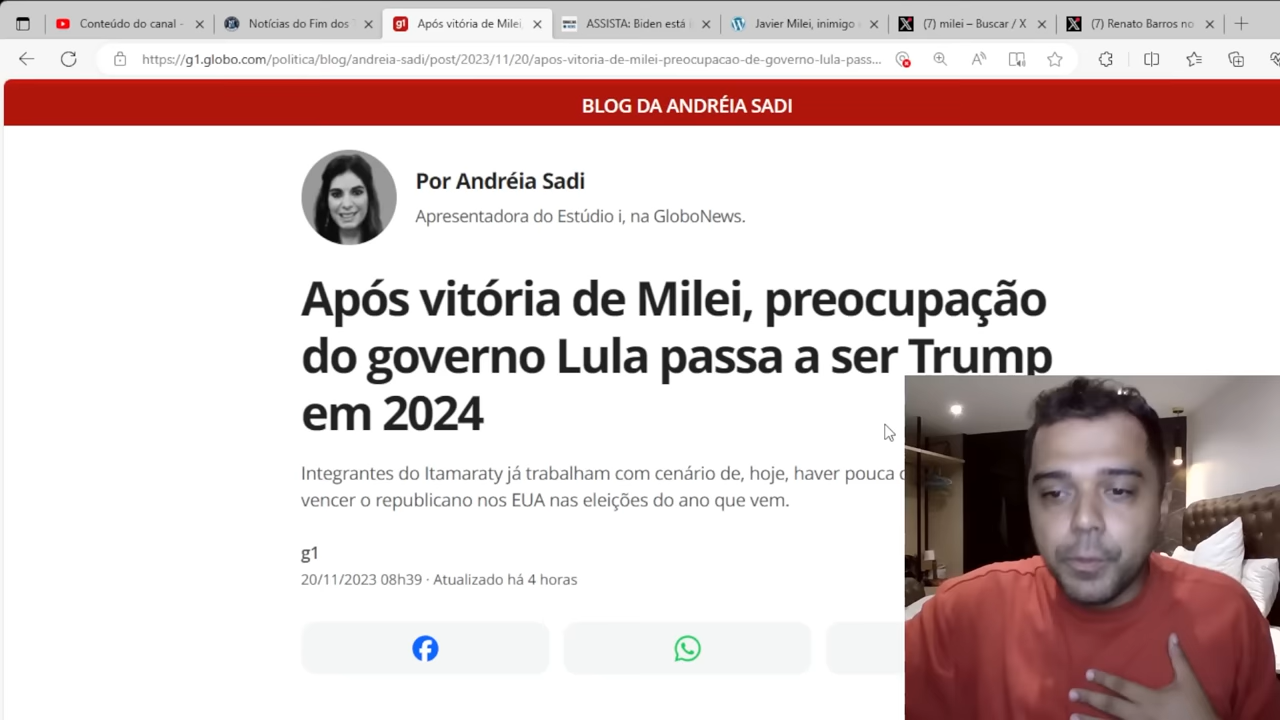 Conteúdo do canal -
Notícias do Fim dos
Após vitória de Milei,
ASSISTA: Biden está
Javier Milei, inimigo
(7) milei – Buscar / X
(7) Renato Barros no
https://g1.globo.com/politica/blog/andreia-sadi/post/2023/11/20/apos-vitoria-de-milei-preocupacao-de-governo-lula-pass...
BLOG DA ANDRÉIA SADI
Por Andréia Sadi
Apresentadora do Estúdio i, na GloboNews.
Após vitória de Milei, preocupação
do governo Lula passa a ser Trump
em 2024
Integrantes do Itamaraty já trabalham com cenário de, hoje, haver pouca
vencer o republicano nos EUA nas eleições do ano que vem.
g1
20/11/2023 08h39 · Atualizado há 4 horas